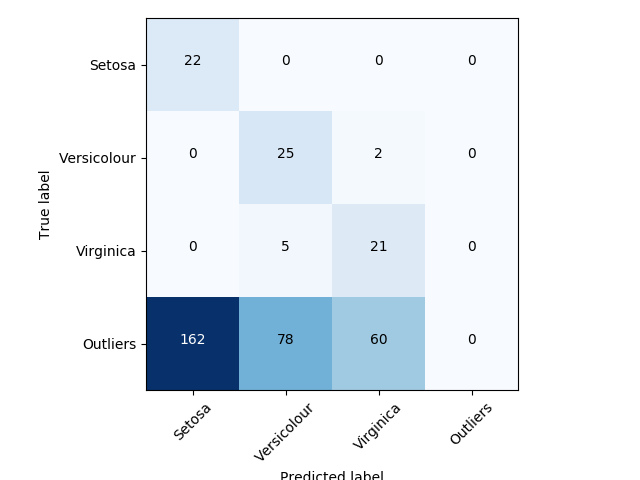 Setosa 22 0 0 0
Versicolour 0 25 2 0
Virginica 0 5 21 0
Outliers 162 78 60 0
True label
Setosa Versicolour Virginica Outliers
Predicted label